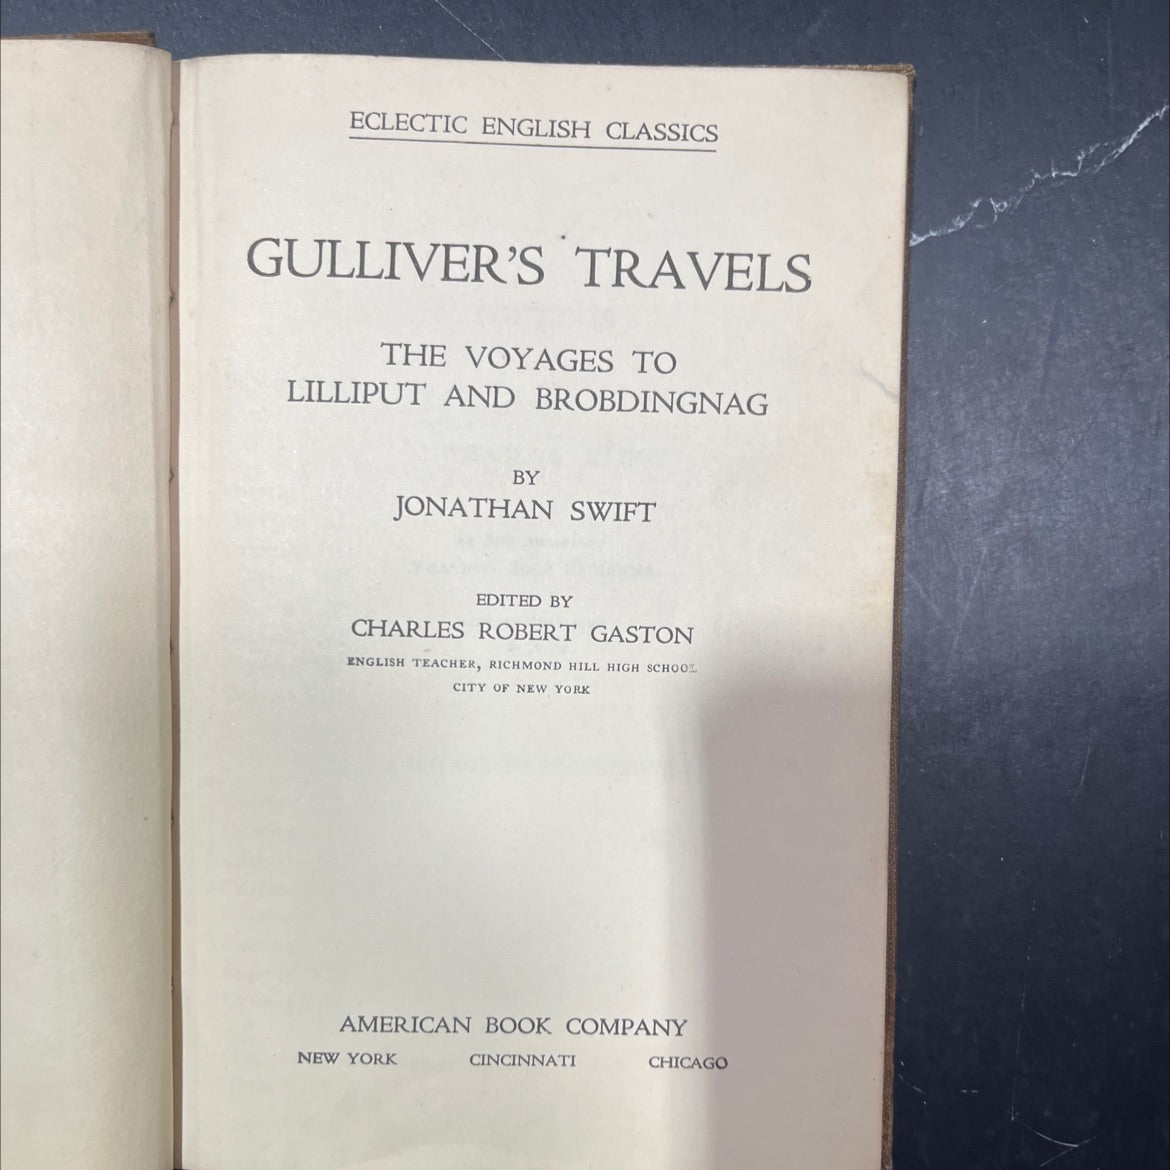 ECLECTIC ENGLISH CLASSICS
GULLIVER'S TRAVELS
THE VOYAGES TO
LILLIPUT AND BROBDINGNAG
BY
JONATHAN SWIFT
EDITED BY
CHARLES ROBERT GASTON
ENGLISH TEACHER, RICHMOND HILL HIGH SCHOOL
CITY OF NEW YORK
AMERICAN BOOK COMPANY
NEW YORK CINCINNATI CHICAGO